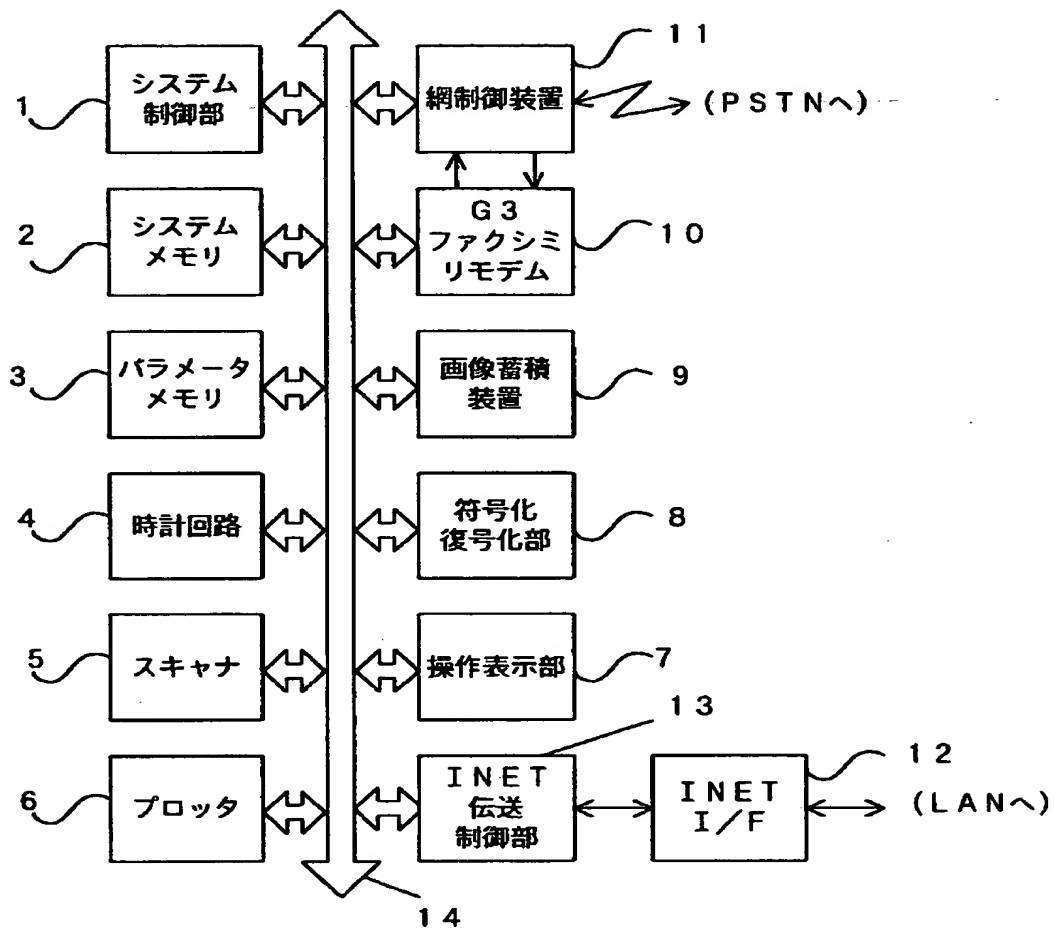 1
システム
制御部
網制御装置
11
(PSTNへ)
2
システム
メモリ
G3
ファクシミ
リモデム
10
3
パラメータ
メモリ
画像蓄積
装置
9
4
時計回路
符号化
復号化部
8
5
スキャナ
操作表示部
7
6
プロッタ
INET
伝送
制御部
13
INET
I/F
12
(LANへ)
14